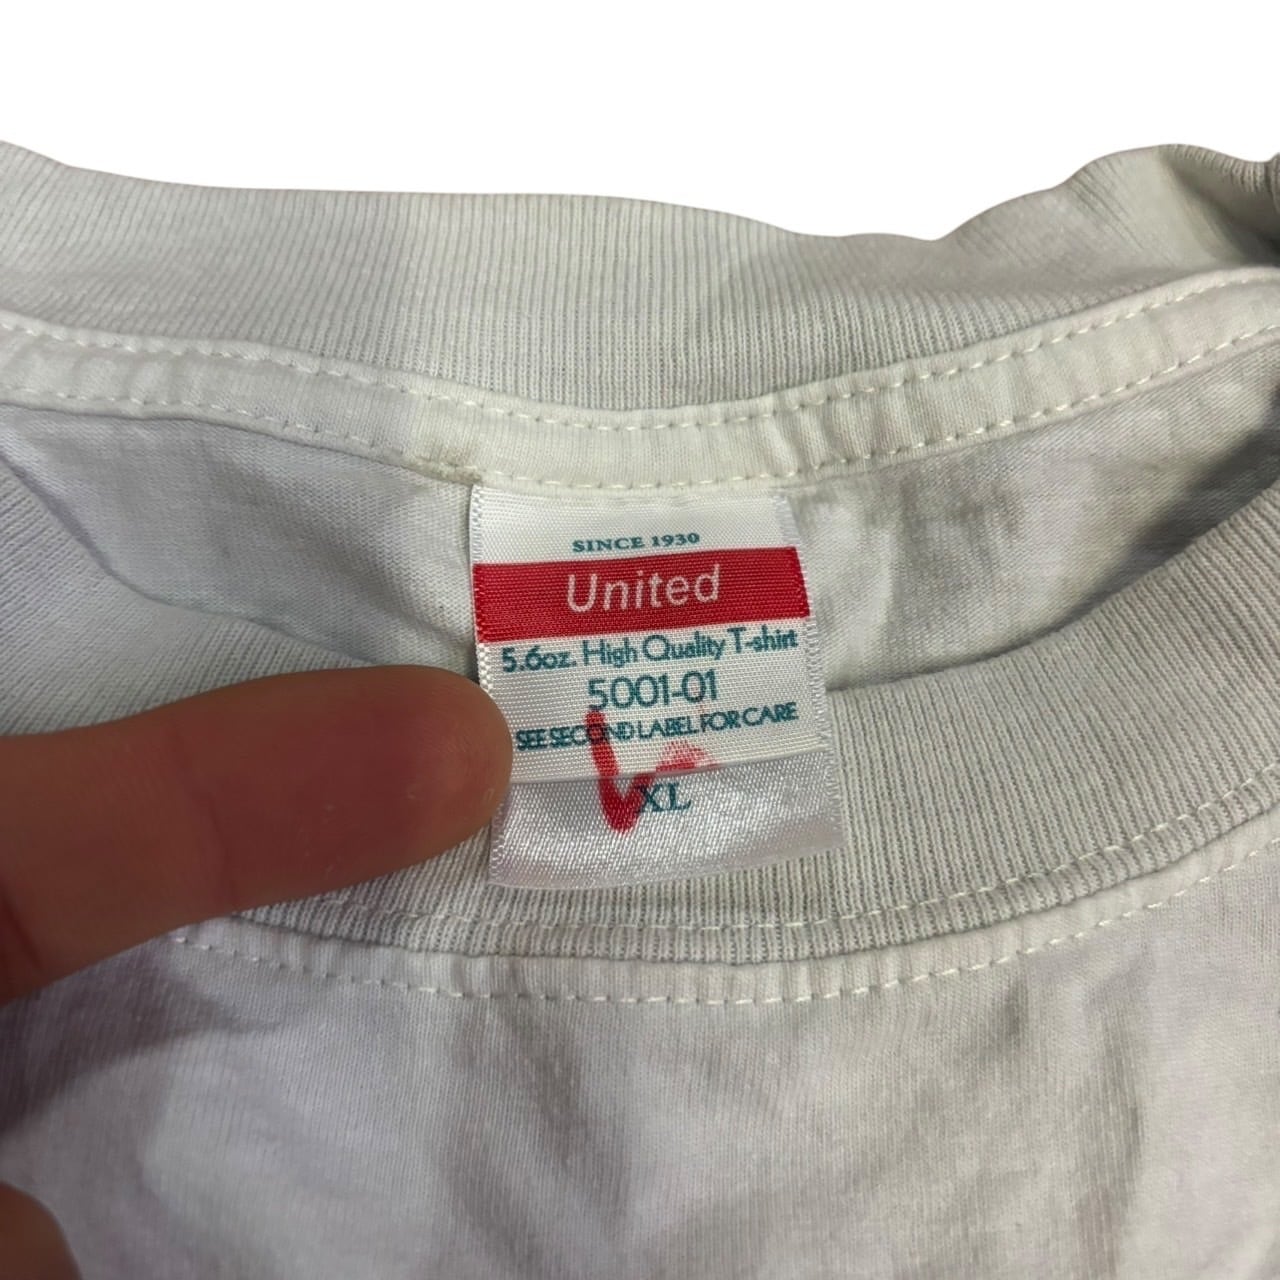 SINCE 1930
United
5.6oz. High Quality T-shirt
5001-01
SEE SECOND LABEL FOR CARE
XL